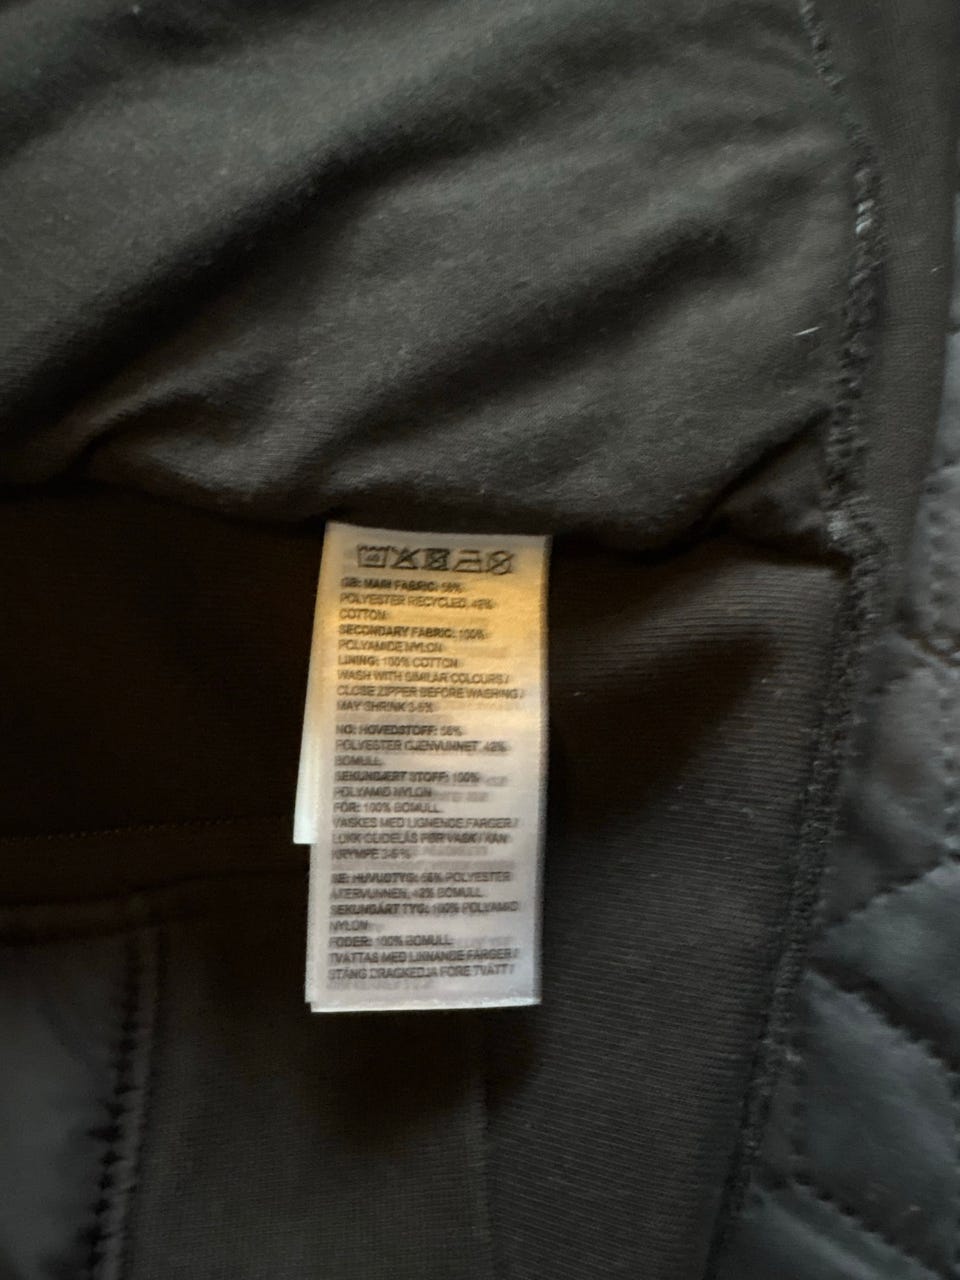 40
GB: MAIN FABRIC: 58%
POLYESTER RECYCLED, 42%
COTTON
SECONDARY FABRIC: 100%
POLYAMIDE NYLON
LINING: 100% COTTON
WASH WITH SIMILAR COLOURS /
CLOSE ZIPPER BEFORE WASHING /
MAY SHRINK 3-5%
NO: HOVEDSTOFF: 58%
POLYESTER GJENVUNNET, 42%
BOMULL
SEKUNDÆRT STOFF: 100%
POLYAMID NYLON
FÔR: 100% BOMULL
VASKES MED LIGNENDE FARGER /
LUKK GLIDELÅS FØR VASK / KAN
KRYMPE 3-5%
SE: HUVUDTYG: 58% POLYESTER
ÅTERVUNNEN, 42% BOMULL
SEKUNDÄRT TYG: 100% POLYAMID
NYLON
FODER: 100% BOMULL
TVÄTTAS MED LIKNANDE FÄRGER /
STÄNG DRAGKEDJA FÖRE TVÄTT /